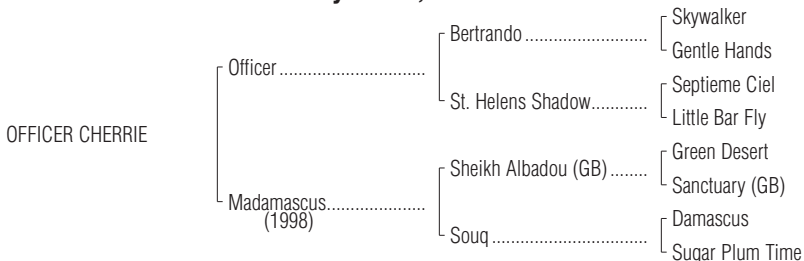 Skywalker
Bertrando ..........................
Gentle Hands
Officer ...............................
Septieme Ciel
St. Helens Shadow............
Little Bar Fly
OFFICER CHERRIE
Green Desert
Sheikh Albadou (GB) ........
Sanctuary (GB)
Madamascus.....................
(1998)
Damascus
Souq .................................
Sugar Plum Time